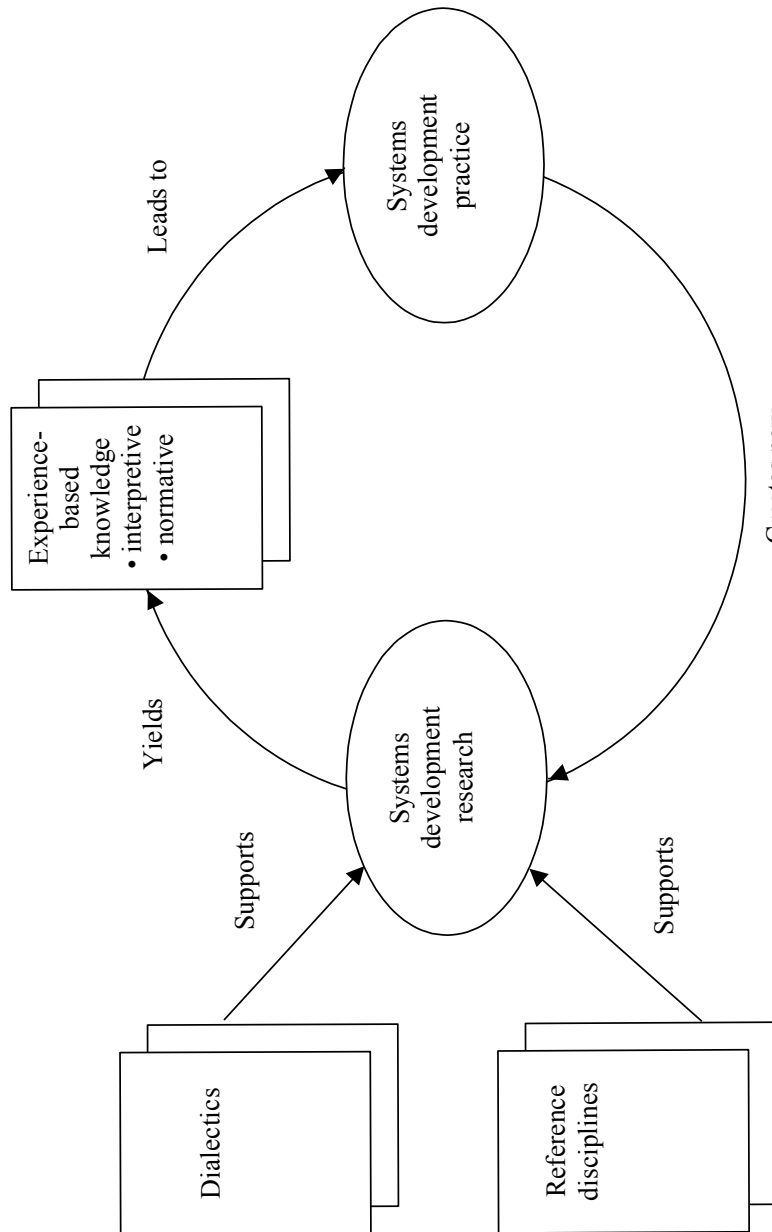 Experience-
based
knowledge
• interpretive
• normative
Yields
Leads to
Dialectics
Supports
Systems
development
research
Systems
development
practice
Reference
disciplines
Supports